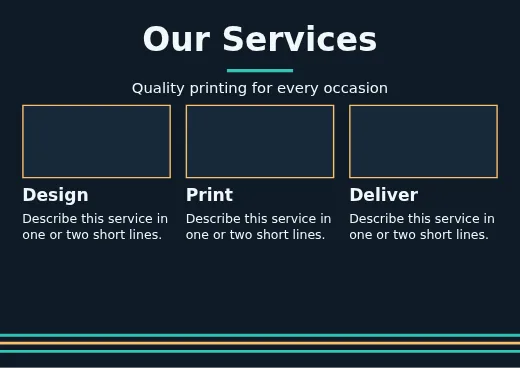 Our Services
Quality printing for every occasion
Design
Describe this service in
one or two short lines.
Print
Describe this service in
one or two short lines.
Deliver
Describe this service in
one or two short lines.